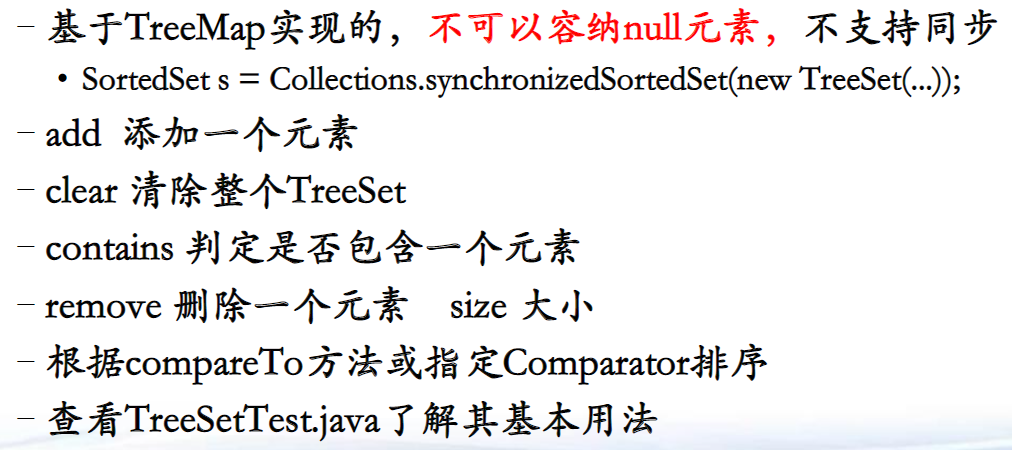 – 基于TreeMap实现的，不可以容纳null元素，不支持同步
• SortedSet s = Collections.synchronizedSortedSet(new TreeSet(...));
– add 添加一个元素
– clear 清除整个TreeSet
– contains 判定是否包含一个元素
– remove 删除一个元素 size 大小
– 根据compareTo方法或指定Comparator排序
– 查看TreeSetTest.java了解其基本用法